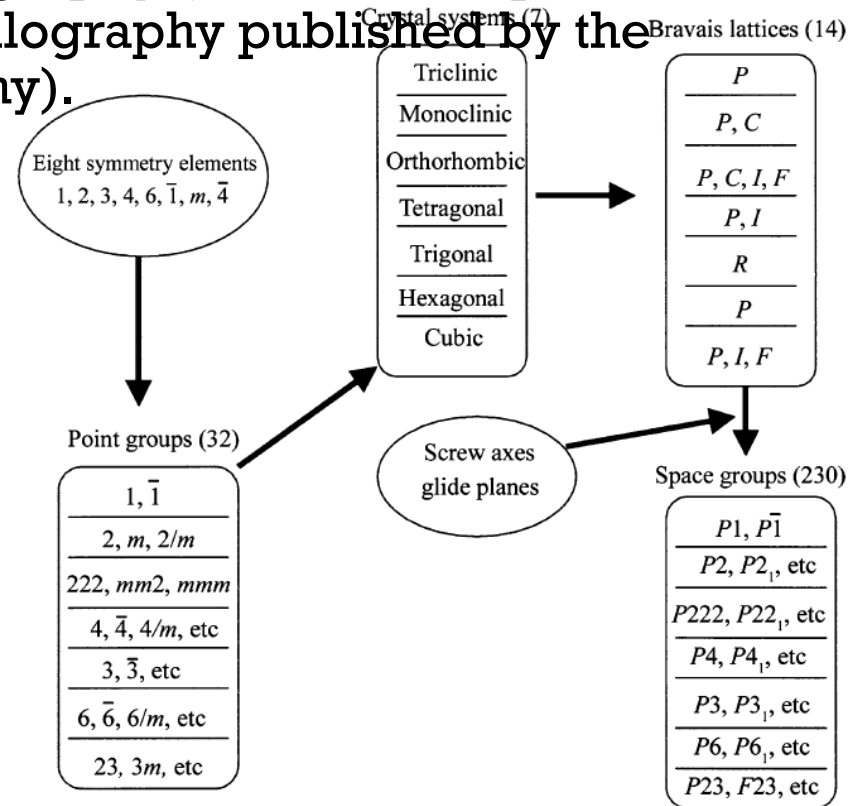 llography published by the
ny).
Crystal systems (7)
Triclinic
Monoclinic
Orthorhombic
Tetragonal
Trigonal
Hexagonal
Cubic
Bravais lattices (14)
P
P, C
P, C, I, F
P, I
R
P
P, I, F
Eight symmetry elements
1, 2, 3, 4, 6, 1̅, m, 4̅
Point groups (32)
1, 1̅
2, m, 2/m
222, mm2, mmm
4, 4̅, 4/m, etc
3, 3̅, etc
6, 6̅, 6/m, etc
23, 3m, etc
Screw axes
glide planes
Space groups (230)
P1, P1̅
P2, P2₁, etc
P222, P22₁, etc
P4, P4₁, etc
P3, P3₁, etc
P6, P6₁, etc
P23, F23, etc